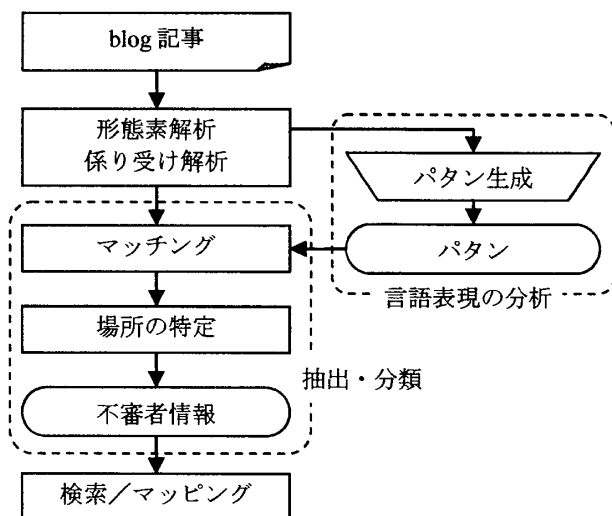 blog 記事
形態素解析
係り受け解析
パタン生成
マッチング
パタン
言語表現の分析
場所の特定
抽出・分類
不審者情報
検索／マッピング